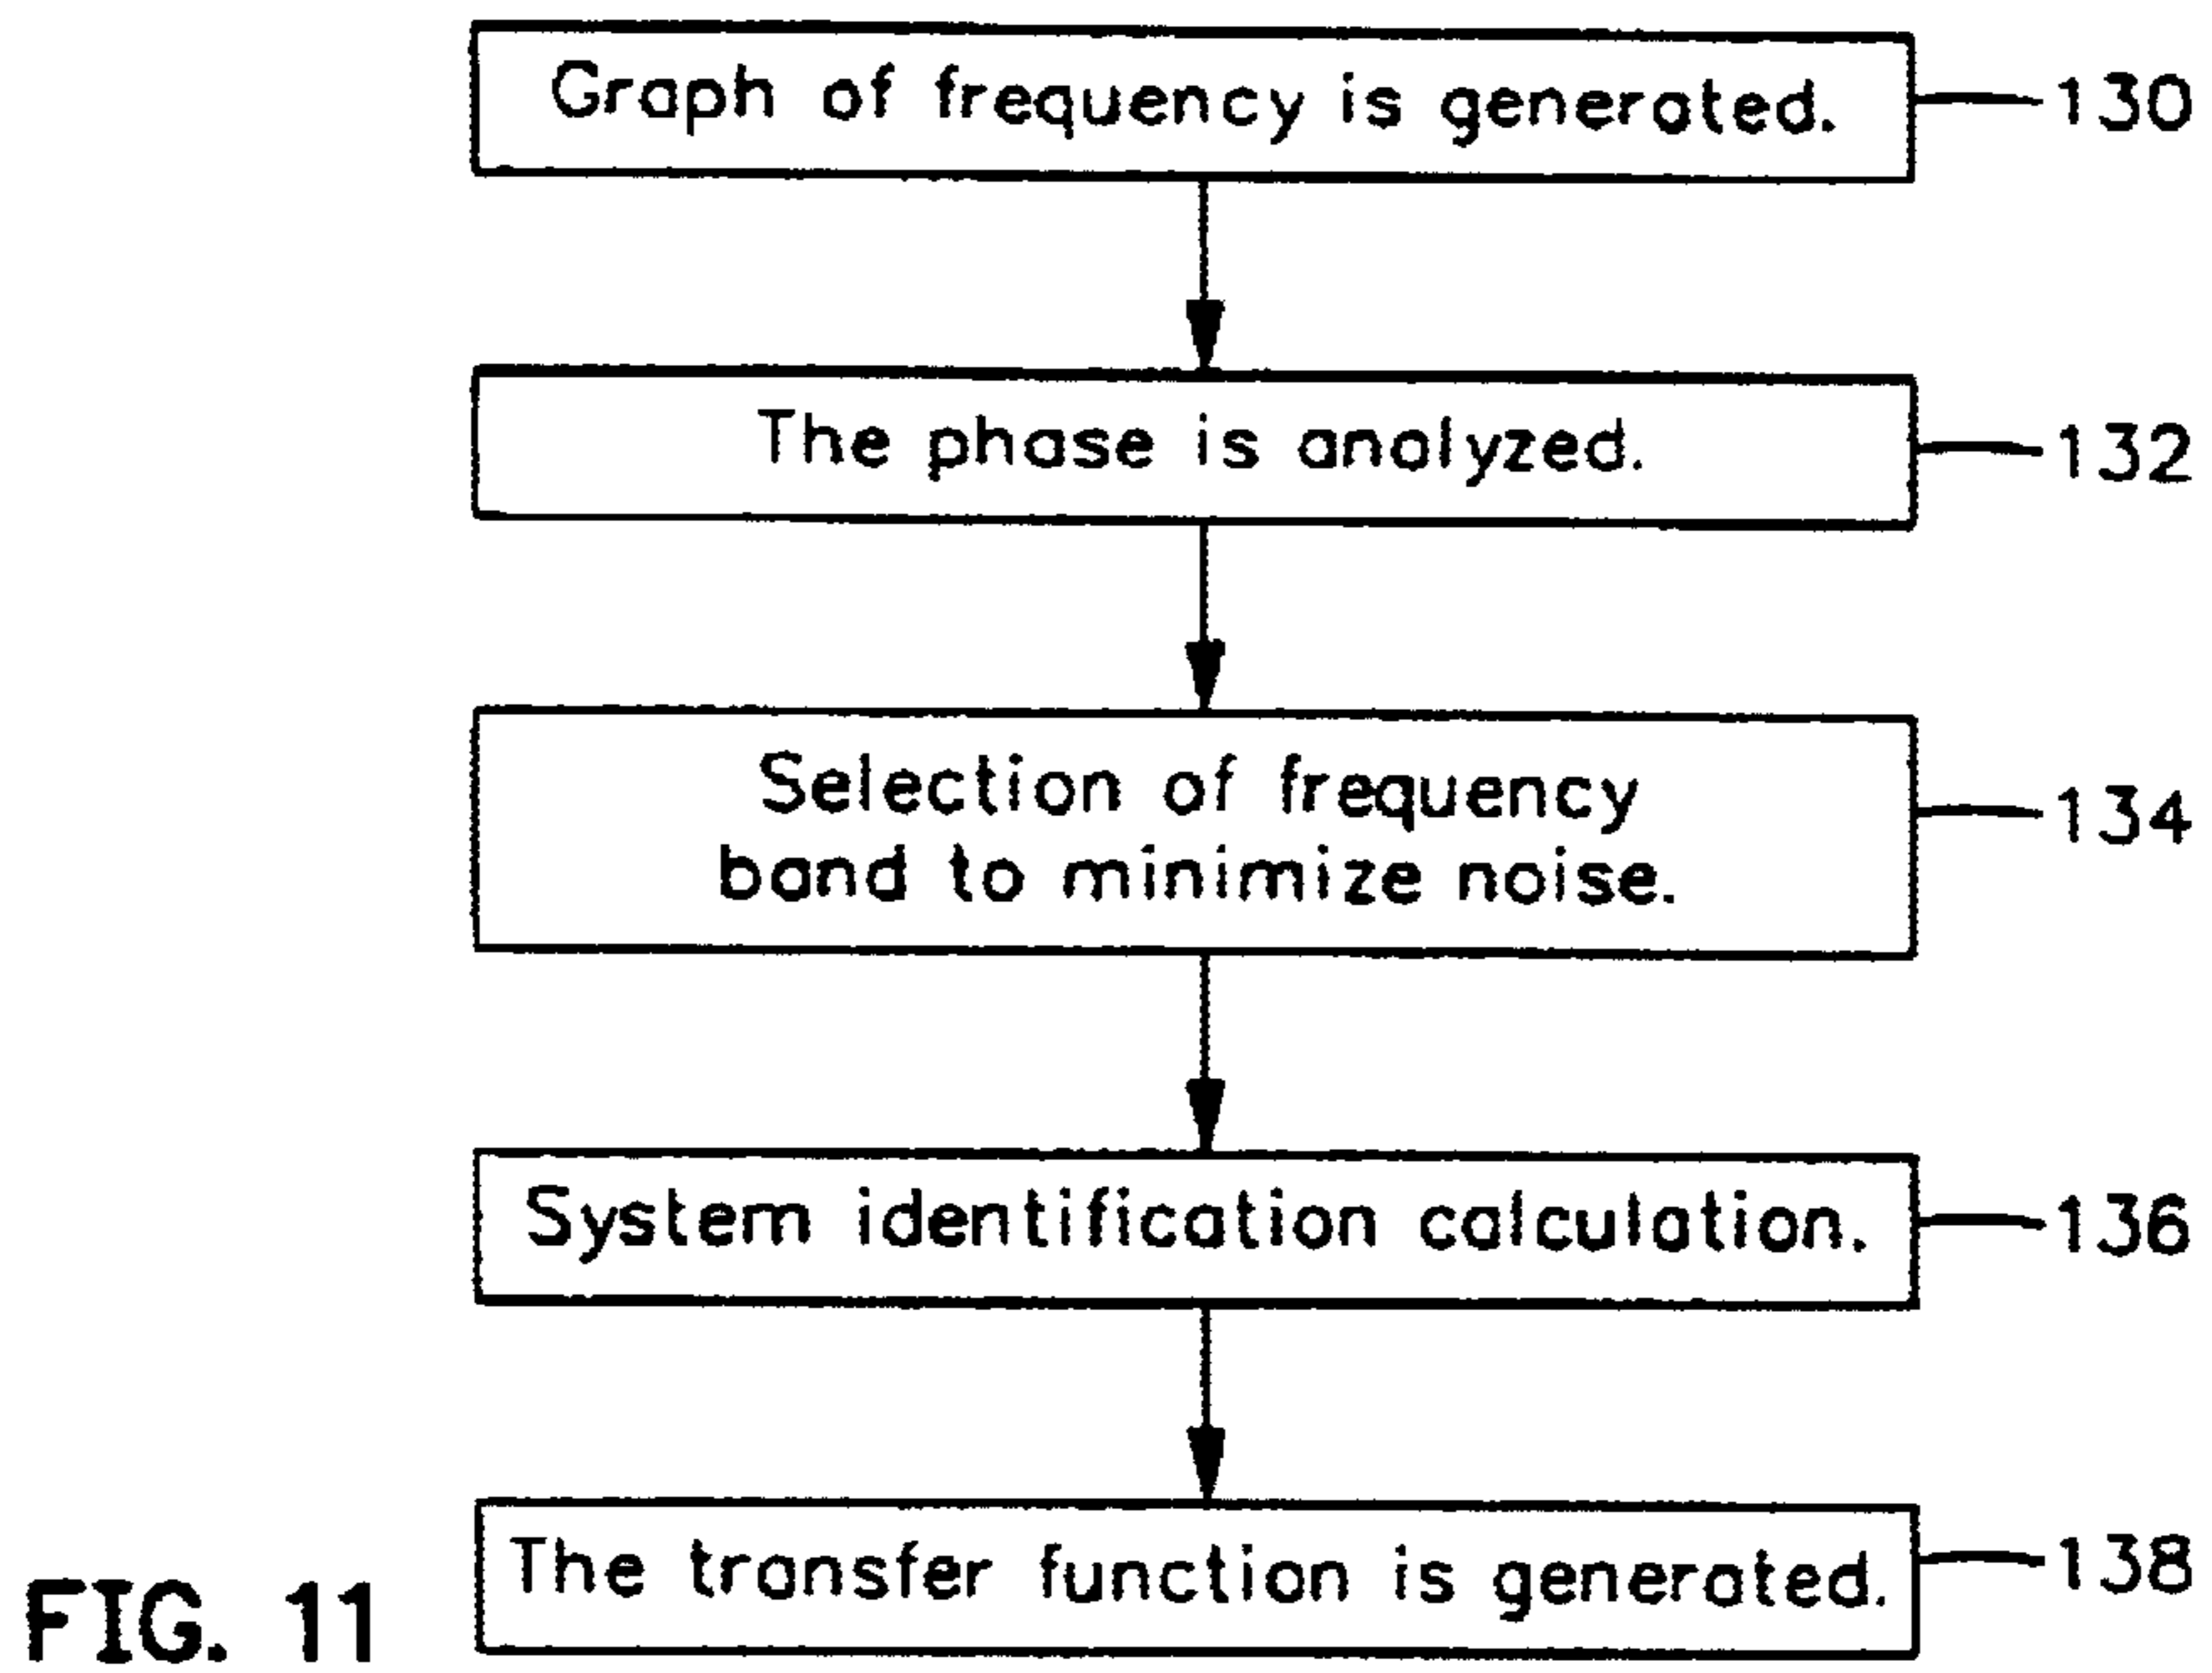 Graph of frequency is generated.
130
The phase is analyzed.
132
Selection of frequency
band to minimize noise.
134
System identification calculation.
136
The transfer function is generated.
138
FIG. 11